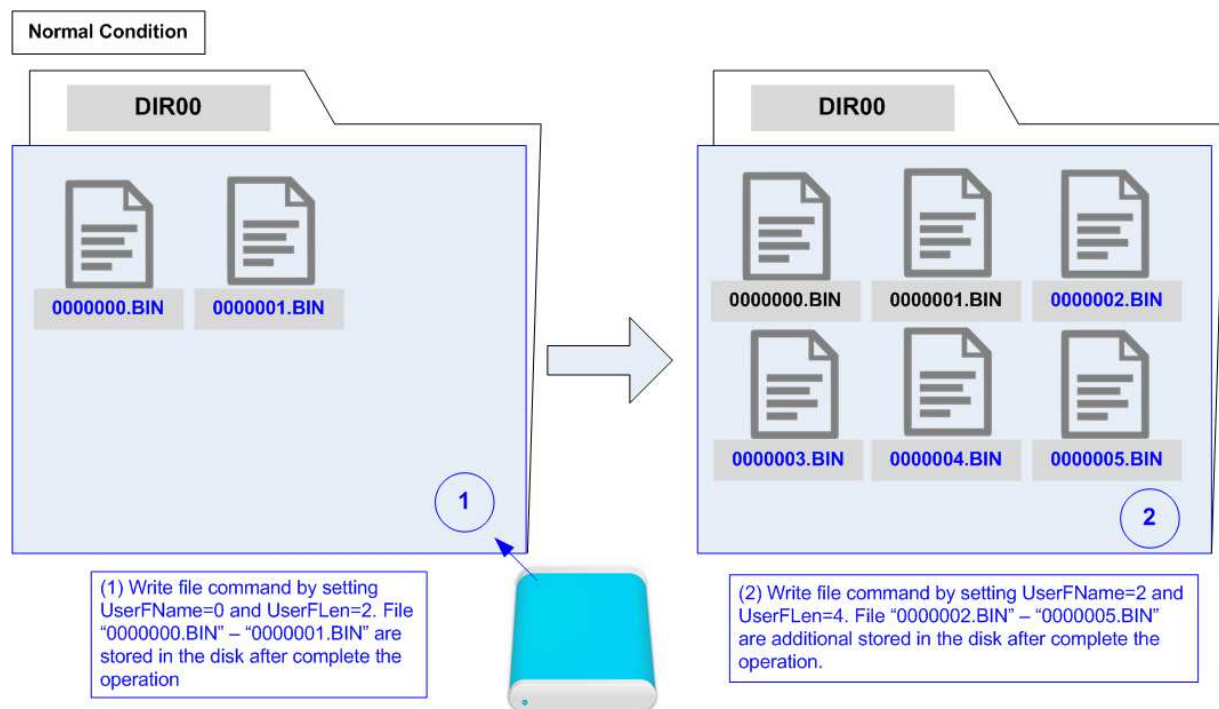 Normal Condition
DIR00
0000000.BIN 0000001.BIN
1
(1) Write file command by setting
UserFName=0 and UserFLen=2. File
“0000000.BIN” – “0000001.BIN” are
stored in the disk after complete the
operation
DIR00
0000000.BIN 0000001.BIN 0000002.BIN
0000003.BIN 0000004.BIN 0000005.BIN
2
(2) Write file command by setting UserFName=2 and
UserFLen=4. File “0000002.BIN” – “0000005.BIN”
are additional stored in the disk after complete the
operation.